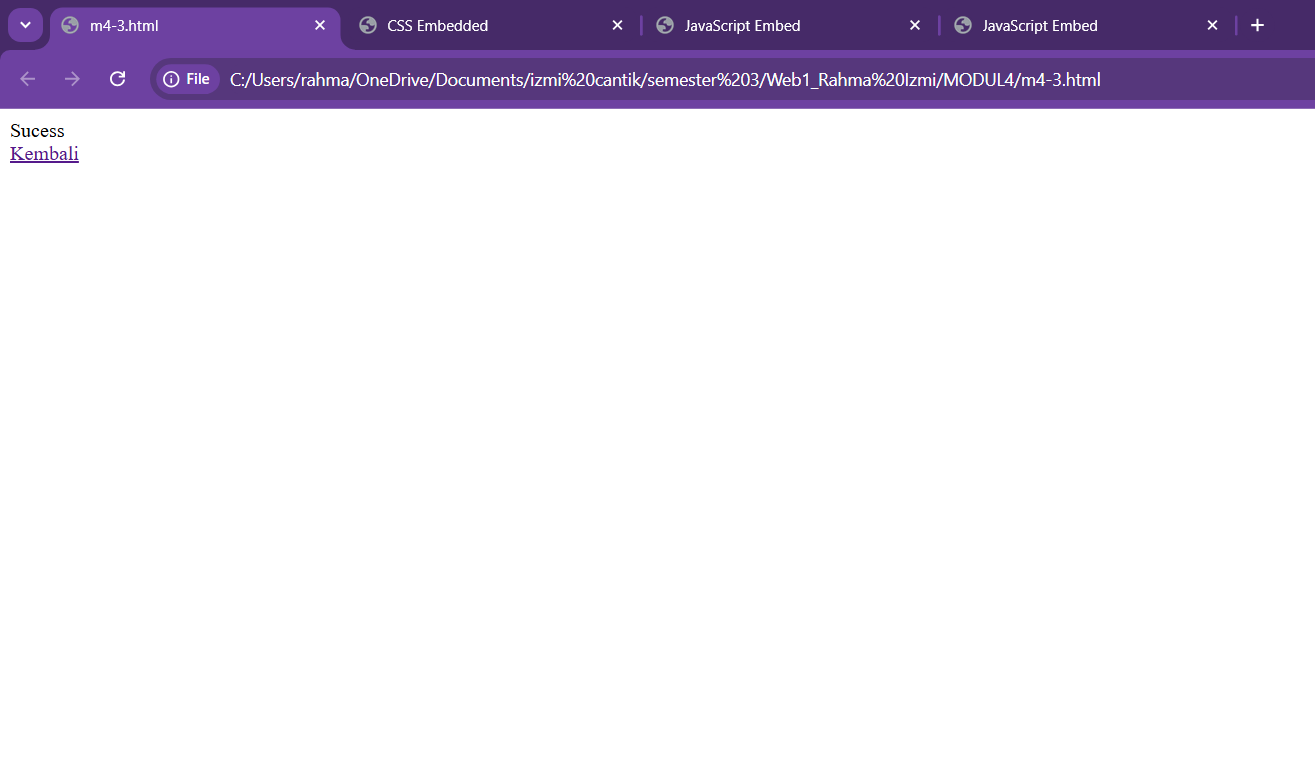 m4-3.html
CSS Embedded
JavaScript Embed
JavaScript Embed
File
C:/Users/rahma/OneDrive/Documents/izmi%20cantik/semester%203/Web1_Rahma%20Izmi/MODUL4/m4-3.html
Sucess
Kembali